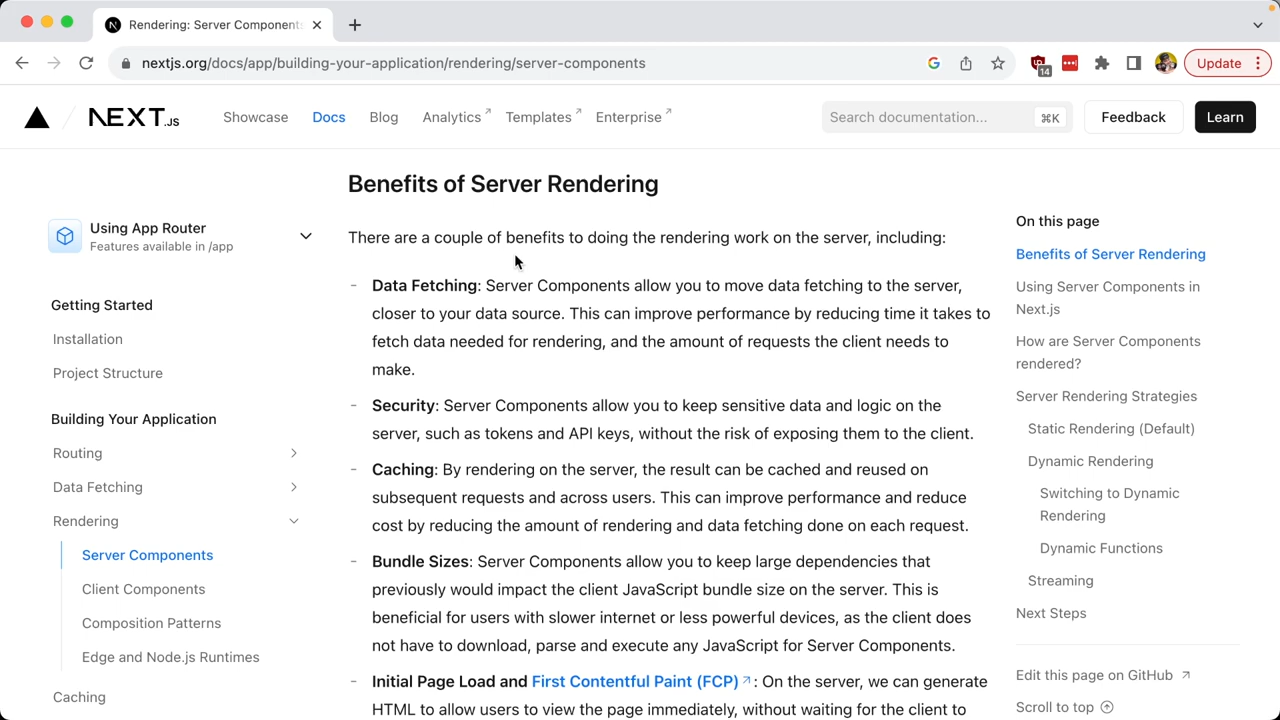 Rendering: Server Component
nextjs.org/docs/app/building-your-application/rendering/server-components
14
Update
NEXT.JS
Showcase
Docs
Blog
Analytics
Templates
Enterprise
Search documentation...
⌘K
Feedback
Learn
Using App Router
Features available in /app
Getting Started
Installation
Project Structure
Building Your Application
Routing
Data Fetching
Rendering
Server Components
Client Components
Composition Patterns
Edge and Node.js Runtimes
Caching
Benefits of Server Rendering
There are a couple of benefits to doing the rendering work on the server, including:
- Data Fetching: Server Components allow you to move data fetching to the server,
closer to your data source. This can improve performance by reducing time it takes to
fetch data needed for rendering, and the amount of requests the client needs to
make.
- Security: Server Components allow you to keep sensitive data and logic on the
server, such as tokens and API keys, without the risk of exposing them to the client.
- Caching: By rendering on the server, the result can be cached and reused on
subsequent requests and across users. This can improve performance and reduce
cost by reducing the amount of rendering and data fetching done on each request.
- Bundle Sizes: Server Components allow you to keep large dependencies that
previously would impact the client JavaScript bundle size on the server. This is
beneficial for users with slower internet or less powerful devices, as the client does
not have to download, parse and execute any JavaScript for Server Components.
- Initial Page Load and First Contentful Paint (FCP): On the server, we can generate
HTML to allow users to view the page immediately, without waiting for the client to
On this page
Benefits of Server Rendering
Using Server Components in
Next.js
How are Server Components
rendered?
Server Rendering Strategies
Static Rendering (Default)
Dynamic Rendering
Switching to Dynamic
Rendering
Dynamic Functions
Streaming
Next Steps
Edit this page on GitHub
Scroll to top